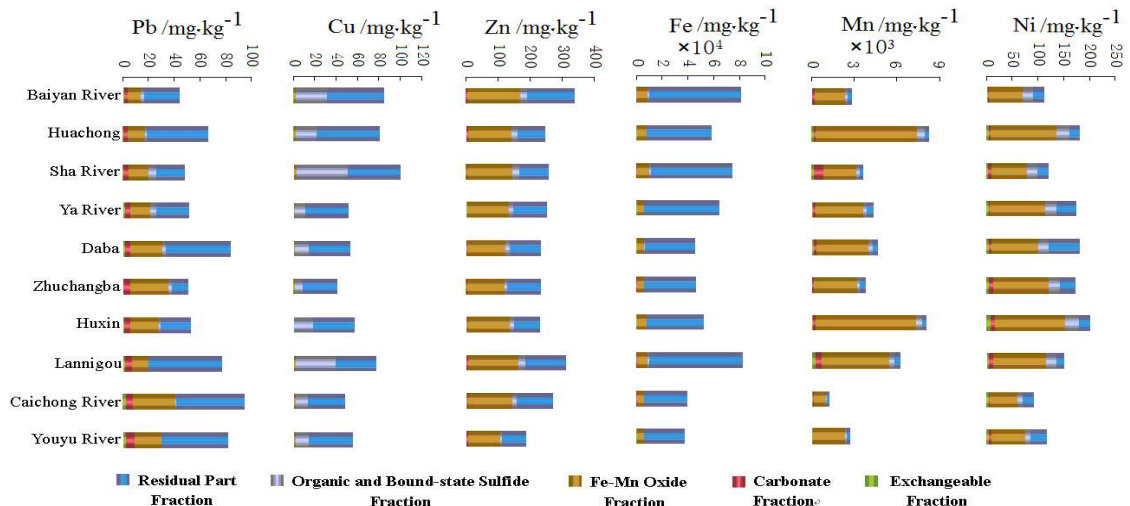 Pb /mg·kg⁻¹ Cu /mg·kg⁻¹ Zn /mg·kg⁻¹ Fe /mg·kg⁻¹ Mn /mg·kg⁻¹ Ni /mg·kg⁻¹
×10⁴ ×10³
0 20 40 60 80 100 0 20 40 60 80 100 120 0 100 200 300 400 0 2 4 6 8 10 0 3 6 9 0 50 100 150 200 250
Baiyan River
Huachong
Sha River
Ya River
Daba
Zhuchangba
Huxin
Lannigou
Caichong River
Youyu River
Residual Part Organic and Bound-state Sulfide Fe-Mn Oxide Carbonate Exchangeable
Fraction Fraction Fraction Fraction Fraction